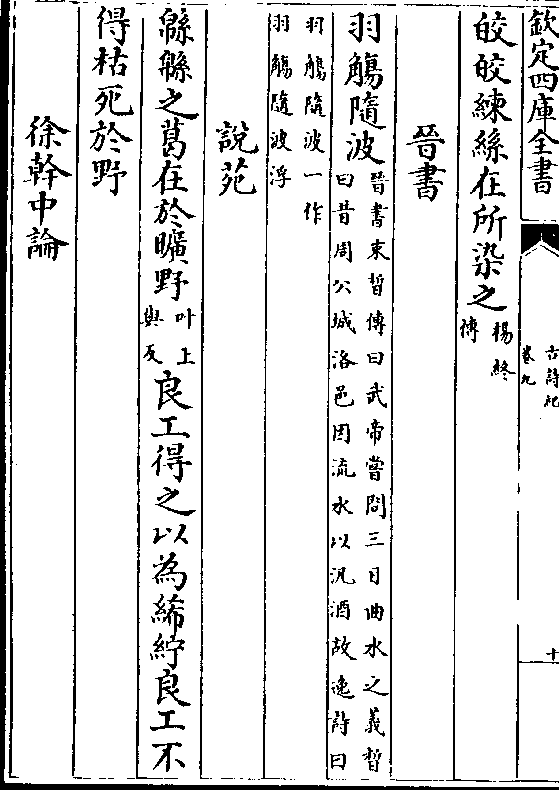 欽定四庫全書
古詩紀
卷九
十
皎皎練絲在所染之
楊終
傳
晉書
羽觴隨波
晉書束晳傳曰武帝嘗問三日曲水之義晳
曰昔周公城洛邑因流水以汎酒故逸詩曰
羽觴隨波一作
羽觴隨波浮
說苑
緜緜之葛在於曠野
叶上
與反
良工得之以為絺紵良工不
得枯死於野
徐幹中論